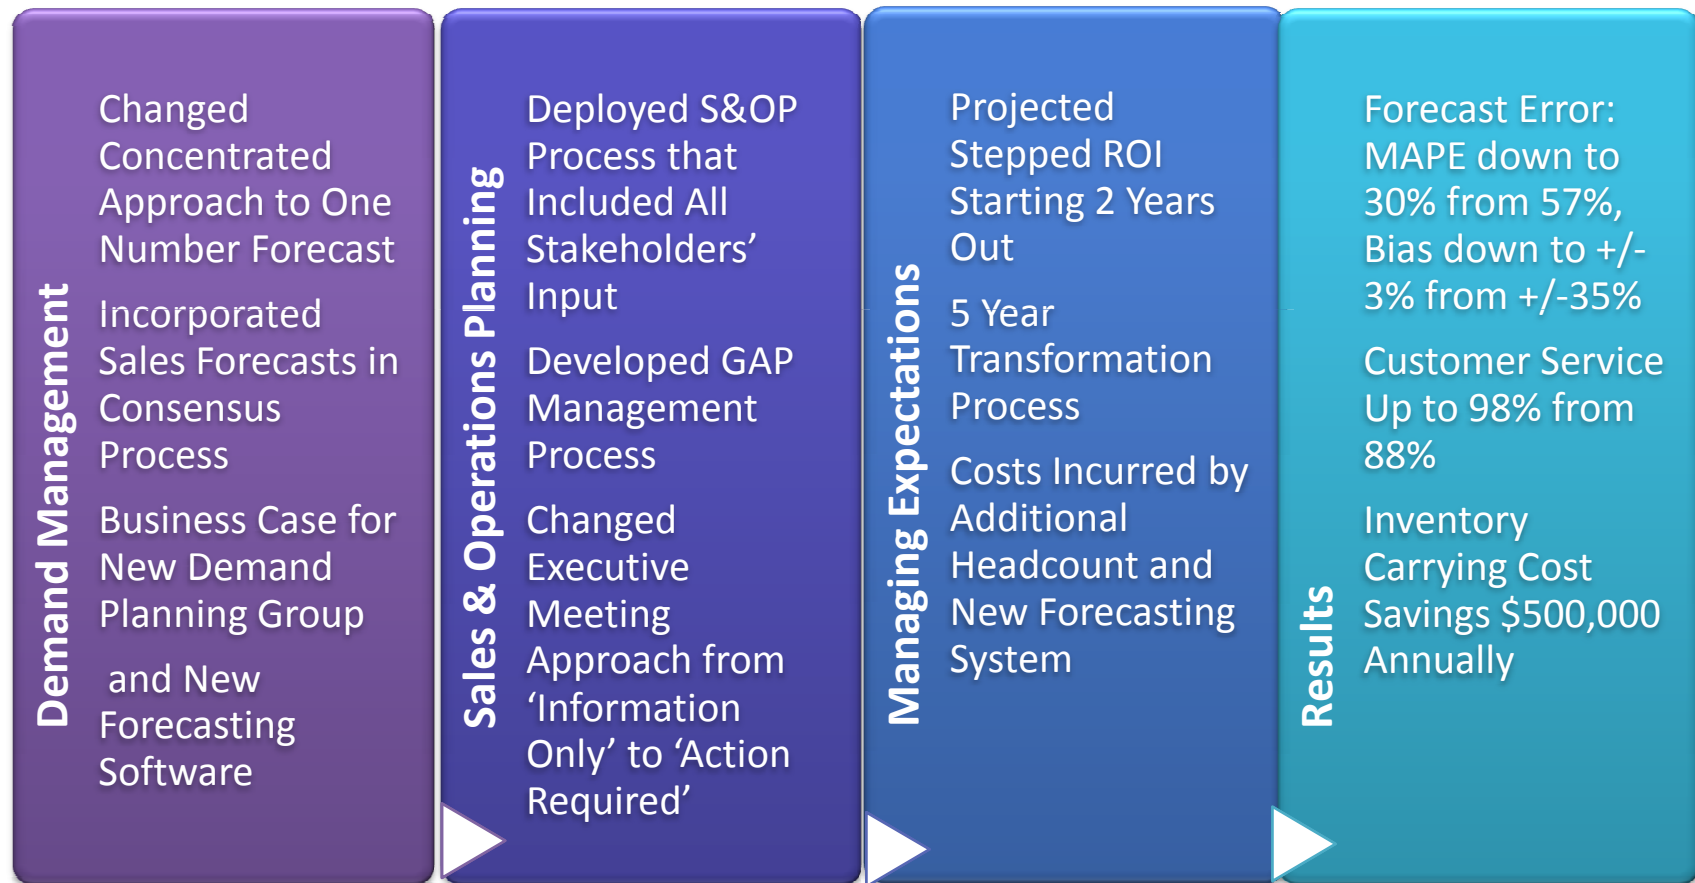 Demand Management
Changed
Concentrated
Approach to One
Number Forecast
Incorporated
Sales Forecasts in
Consensus
Process
Business Case for
New Demand
Planning Group
and New
Forecasting
Software
Sales & Operations Planning
Deployed S&OP
Process that
Included All
Stakeholders’
Input
Developed GAP
Management
Process
Changed
Executive
Meeting
Approach from
‘Information
Only’ to ‘Action
Required’
Managing Expectations
Projected
Stepped ROI
Starting 2 Years
Out
5 Year
Transformation
Process
Costs Incurred by
Additional
Headcount and
New Forecasting
System
Results
Forecast Error:
MAPE down to
30% from 57%,
Bias down to +/-
3% from +/-35%
Customer Service
Up to 98% from
88%
Inventory
Carrying Cost
Savings $500,000
Annually